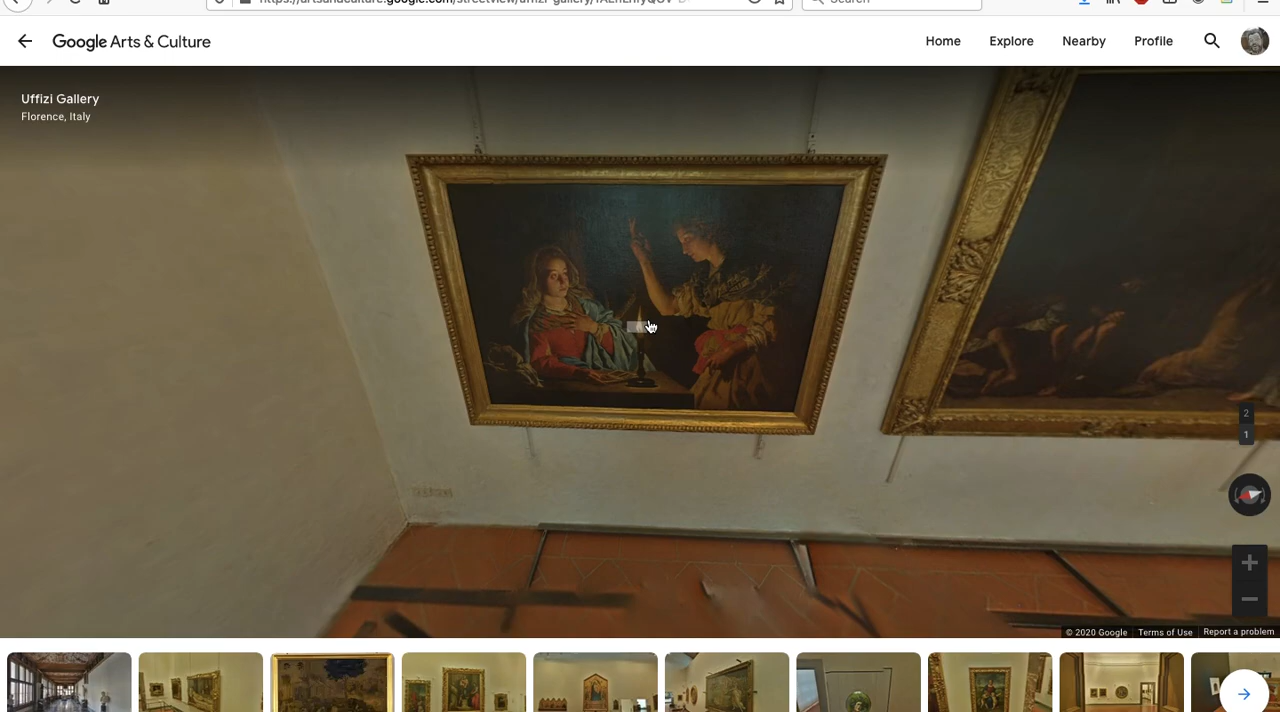 Search
Google Arts & Culture
Home
Explore
Nearby
Profile
Uffizi Gallery
Florence, Italy
2
1
© 2020 Google
Terms of Use
Report a problem